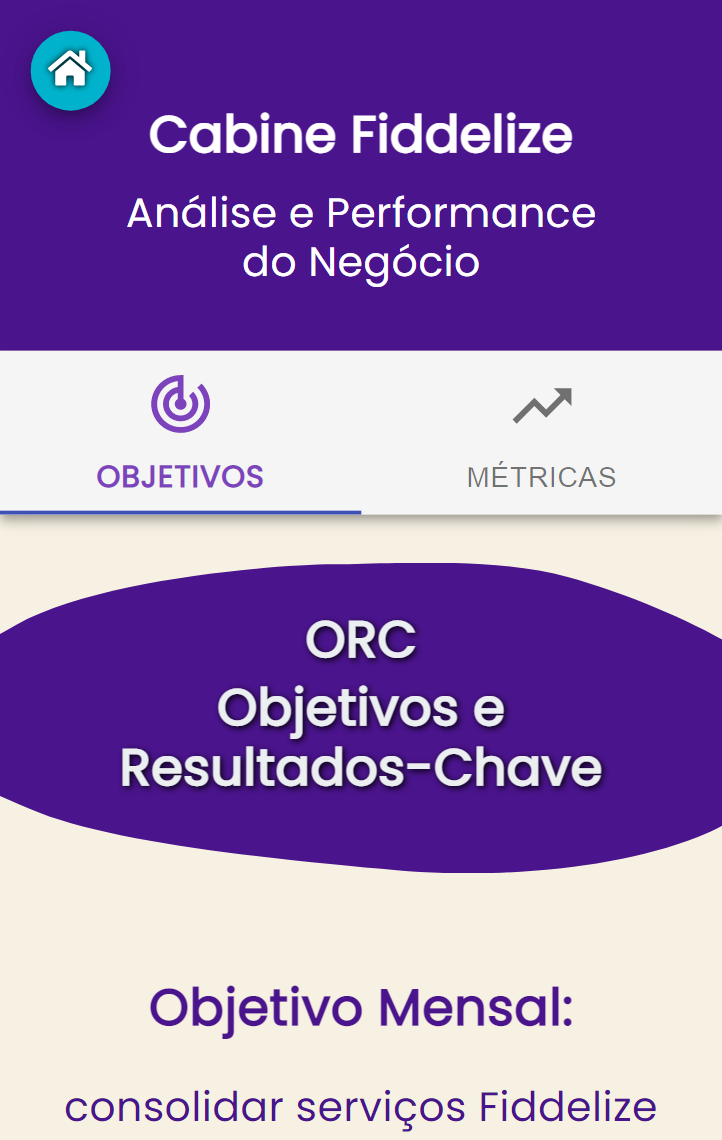 Cabine Fiddelize
Análise e Performance
do Negócio
OBJETIVOS
MÉTRICAS
ORC
Objetivos e
Resultados-Chave
Objetivo Mensal:
consolidar serviços Fiddelize